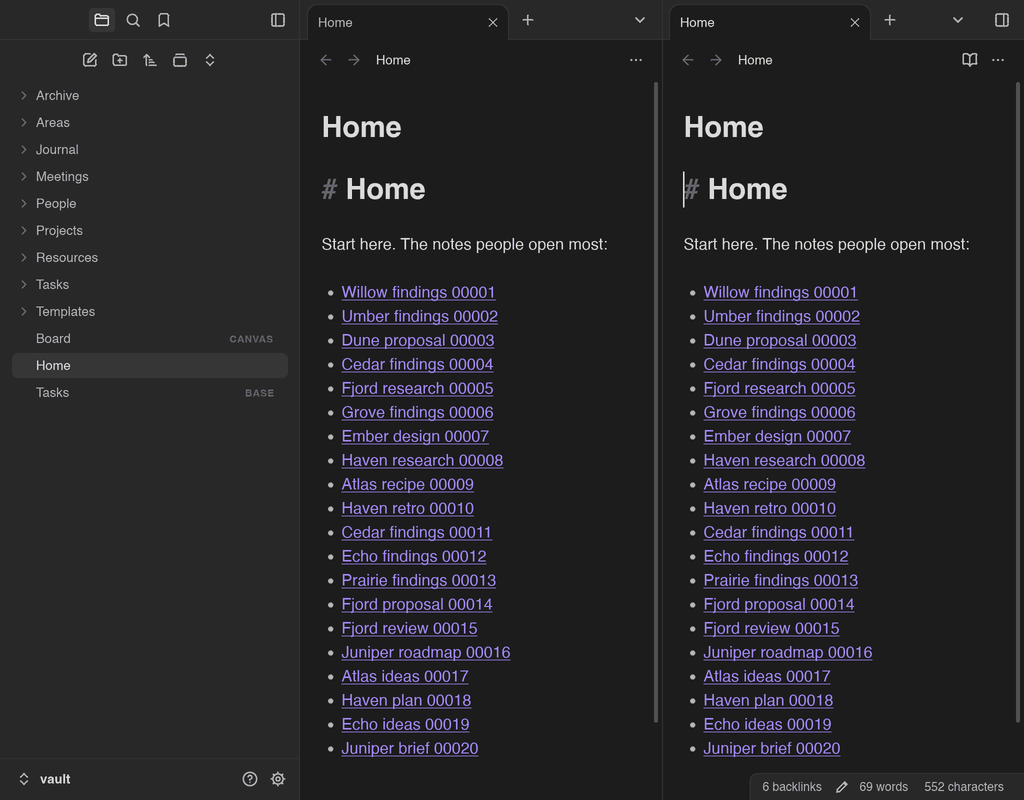 Archive
Areas
Journal
Meetings
People
Projects
Resources
Tasks
Templates
Board CANVAS
Home
Tasks BASE
vault
Home
Home
Home
# Home
Start here. The notes people open most:
Willow findings 00001
Umber findings 00002
Dune proposal 00003
Cedar findings 00004
Fjord research 00005
Grove findings 00006
Ember design 00007
Haven research 00008
Atlas recipe 00009
Haven retro 00010
Cedar findings 00011
Echo findings 00012
Prairie findings 00013
Fjord proposal 00014
Fjord review 00015
Juniper roadmap 00016
Atlas ideas 00017
Haven plan 00018
Echo ideas 00019
Juniper brief 00020
Home
Home
Home
# Home
Start here. The notes people open most:
Willow findings 00001
Umber findings 00002
Dune proposal 00003
Cedar findings 00004
Fjord research 00005
Grove findings 00006
Ember design 00007
Haven research 00008
Atlas recipe 00009
Haven retro 00010
Cedar findings 00011
Echo findings 00012
Prairie findings 00013
Fjord proposal 00014
Fjord review 00015
Juniper roadmap 00016
Atlas ideas 00017
Haven plan 00018
Echo ideas 00019
Juniper brief 00020
6 backlinks 69 words 552 characters